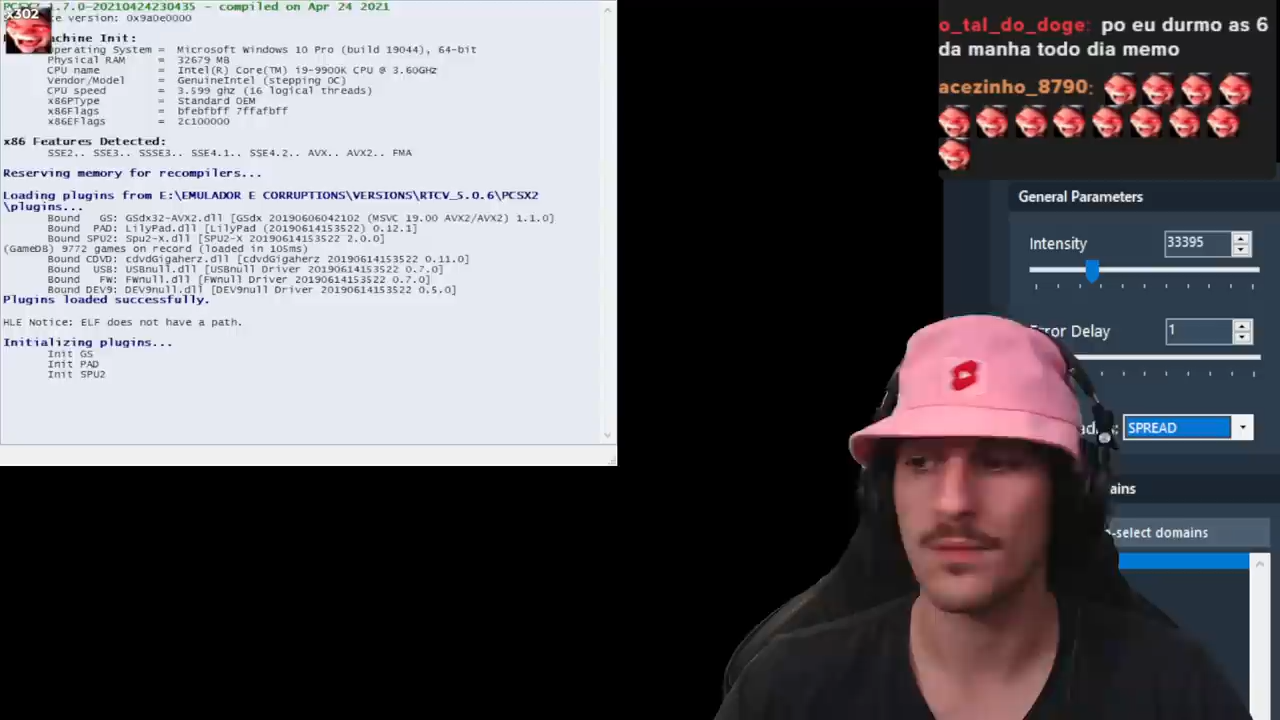 PCSX2 1.7.0-20210424230435 - compiled on Apr 24 2021
x302
version: 0x9a0e0000
Init:
Operating System = Microsoft Windows 10 Pro (build 19044), 64-bit
Physical RAM = 32679 MB
CPU name = Intel(R) Core(TM) i9-9900K CPU @ 3.60GHz
Vendor/Model = GenuineIntel (stepping 0C)
CPU speed = 3.599 ghz (16 logical threads)
x86PType = Standard OEM
x86Flags = bfebfbff 7ffafbff
x86EFlags = 2c100000
x86 Features Detected:
SSE2.. SSE3.. SSSE3.. SSE4.1.. SSE4.2.. AVX.. AVX2.. FMA
Reserving memory for recompilers...
Loading plugins from E:\EMULADOR E CORRUPTIONS\VERSIONS\RTCV_5.0.6\PCSX2
\plugins...
Bound GS: GSdx32-AVX2.dll [GSdx 20190606042102 (MSVC 19.00 AVX2/AVX2) 1.1.0]
Bound PAD: LilyPad.dll [LilyPad (20190614153522) 0.12.1]
Bound SPU2: Spu2-X.dll [SPU2-X 20190614153522 2.0.0]
(GameDB) 9772 games on record (loaded in 105ms)
Bound CDVD: cdvdGigaherz.dll [cdvdGigaherz 20190614153522 0.11.0]
Bound USB: USBnull.dll [USBnull Driver 20190614153522 0.7.0]
Bound FW: FWnull.dll [FWnull Driver 20190614153522 0.7.0]
Bound DEV9: DEV9null.dll [DEV9null Driver 20190614153522 0.5.0]
Plugins loaded successfully.
HLE Notice: ELF does not have a path.
Initializing plugins...
Init GS
Init PAD
Init SPU2
o_tal_do_doge: po eu durmo as 6
da manha todo dia memo
acezinho_8790:
General Parameters
Intensity 33395
Error Delay 1
SPREAD
-select domains